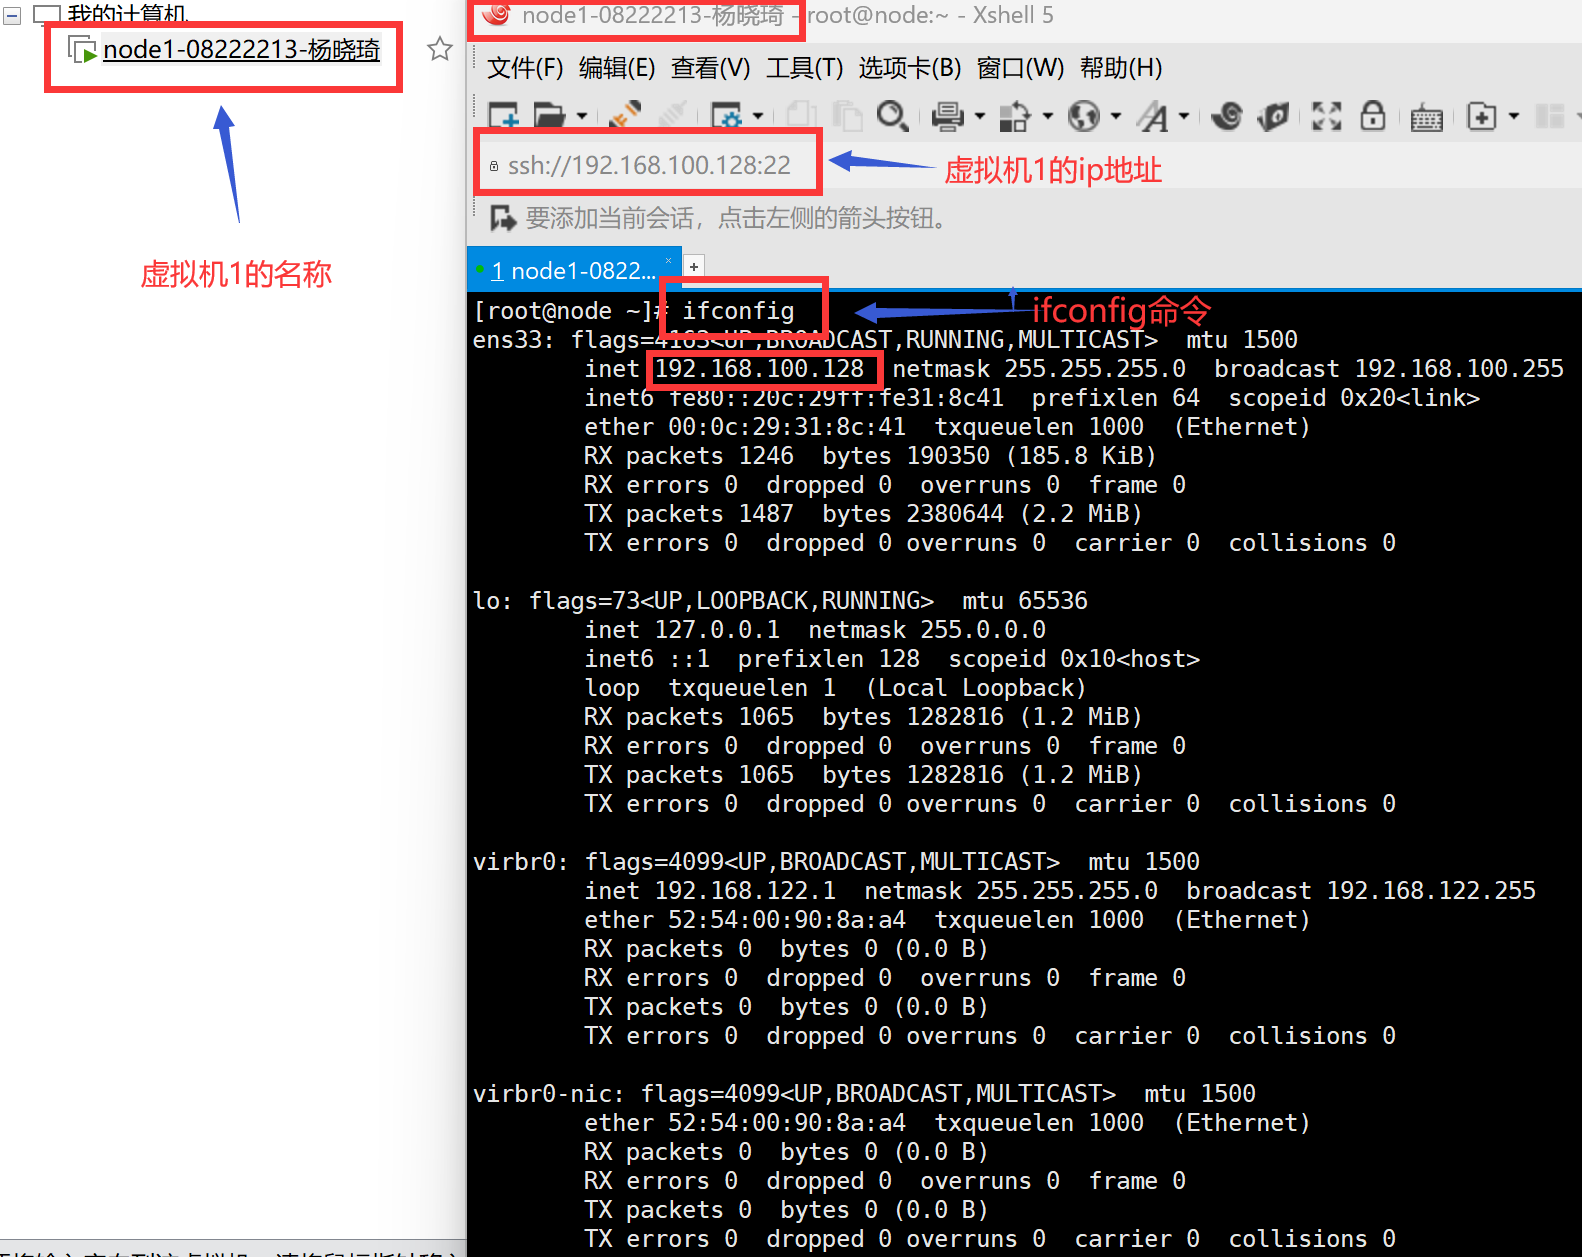 我的计算机
node1-08222213-杨晓琦
虚拟机1的名称
node1-08222213-杨晓琦 - root@node:~ - Xshell 5
文件(F) 编辑(E) 查看(V) 工具(T) 选项卡(B) 窗口(W) 帮助(H)
ssh://192.168.100.128:22
虚拟机1的ip地址
要添加当前会话，点击左侧的箭头按钮。
1 node1-0822...
[root@node ~]# ifconfig
ifconfig命令
ens33: flags=4163<UP,BROADCAST,RUNNING,MULTICAST>  mtu 1500
inet 192.168.100.128  netmask 255.255.255.0  broadcast 192.168.100.255
inet6 fe80::20c:29ff:fe31:8c41  prefixlen 64  scopeid 0x20<link>
ether 00:0c:29:31:8c:41  txqueuelen 1000  (Ethernet)
RX packets 1246  bytes 190350 (185.8 KiB)
RX errors 0  dropped 0  overruns 0  frame 0
TX packets 1487  bytes 2380644 (2.2 MiB)
TX errors 0  dropped 0 overruns 0  carrier 0  collisions 0
lo: flags=73<UP,LOOPBACK,RUNNING>  mtu 65536
inet 127.0.0.1  netmask 255.0.0.0
inet6 ::1  prefixlen 128  scopeid 0x10<host>
loop  txqueuelen 1  (Local Loopback)
RX packets 1065  bytes 1282816 (1.2 MiB)
RX errors 0  dropped 0  overruns 0  frame 0
TX packets 1065  bytes 1282816 (1.2 MiB)
TX errors 0  dropped 0 overruns 0  carrier 0  collisions 0
virbr0: flags=4099<UP,BROADCAST,MULTICAST>  mtu 1500
inet 192.168.122.1  netmask 255.255.255.0  broadcast 192.168.122.255
ether 52:54:00:90:8a:a4  txqueuelen 1000  (Ethernet)
RX packets 0  bytes 0 (0.0 B)
RX errors 0  dropped 0  overruns 0  frame 0
TX packets 0  bytes 0 (0.0 B)
TX errors 0  dropped 0 overruns 0  carrier 0  collisions 0
virbr0-nic: flags=4099<UP,BROADCAST,MULTICAST>  mtu 1500
ether 52:54:00:90:8a:a4  txqueuelen 1000  (Ethernet)
RX packets 0  bytes 0 (0.0 B)
RX errors 0  dropped 0  overruns 0  frame 0
TX packets 0  bytes 0 (0.0 B)
TX errors 0  dropped 0 overruns 0  carrier 0  collisions 0